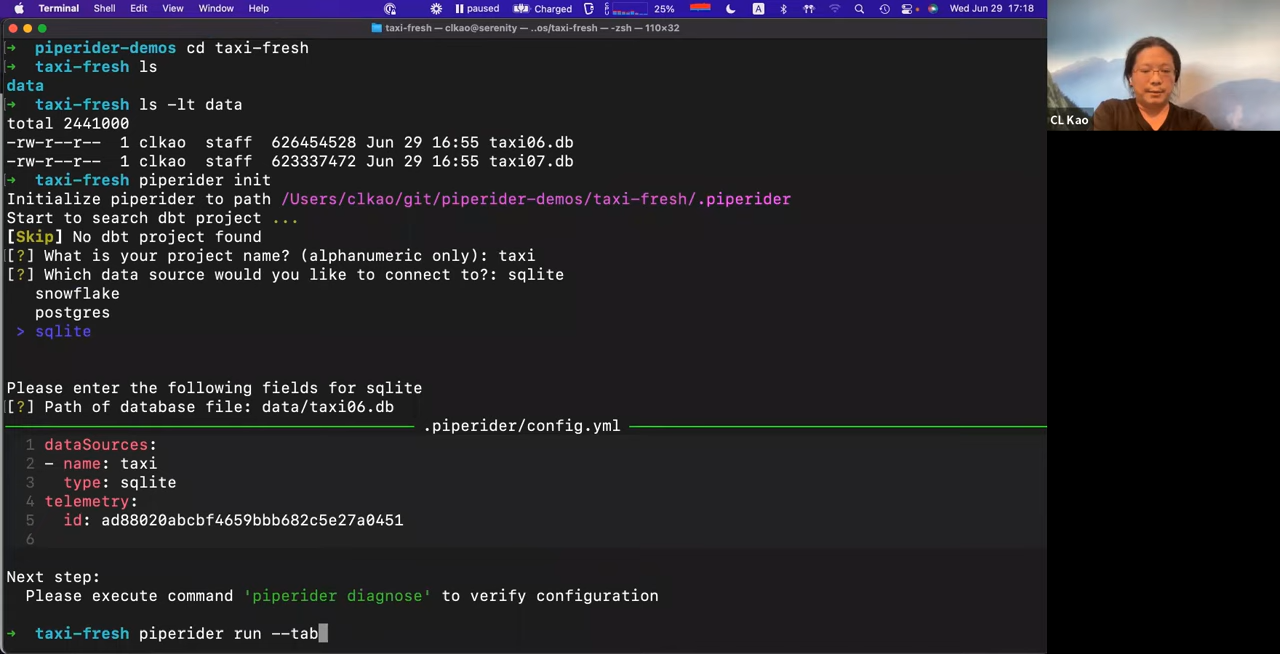 Terminal Shell Edit View Window Help paused Charged 25% A Wed Jun 29 17:18
taxi-fresh — clkao@serenity — ..os/taxi-fresh — -zsh — 110×32
→ piperider-demos cd taxi-fresh
→ taxi-fresh ls
data
→ taxi-fresh ls -lt data
total 2441000
-rw-r--r-- 1 clkao staff 626454528 Jun 29 16:55 taxi06.db
-rw-r--r-- 1 clkao staff 623337472 Jun 29 16:55 taxi07.db
→ taxi-fresh piperider init
Initialize piperider to path /Users/clkao/git/piperider-demos/taxi-fresh/.piperider
Start to search dbt project ...
[Skip] No dbt project found
[?] What is your project name? (alphanumeric only): taxi
[?] Which data source would you like to connect to?: sqlite
snowflake
postgres
> sqlite
Please enter the following fields for sqlite
[?] Path of database file: data/taxi06.db
.piperider/config.yml
1 dataSources:
2 - name: taxi
3 type: sqlite
4 telemetry:
5 id: ad88020abcbf4659bbb682c5e27a0451
6
Next step:
Please execute command 'piperider diagnose' to verify configuration
→ taxi-fresh piperider run --tab
CL Kao